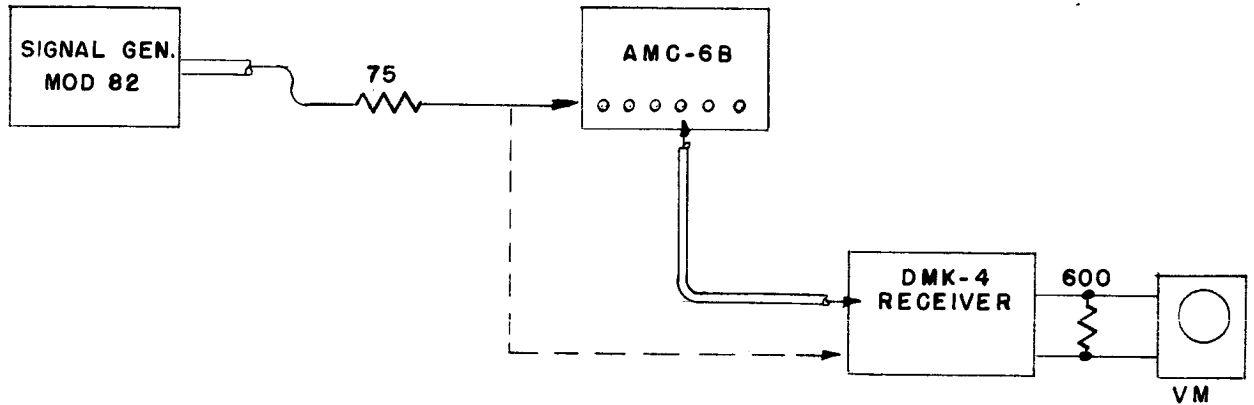 SIGNAL GEN.
MOD 82
75
AMC-6B
DMK-4
RECEIVER
600
VM